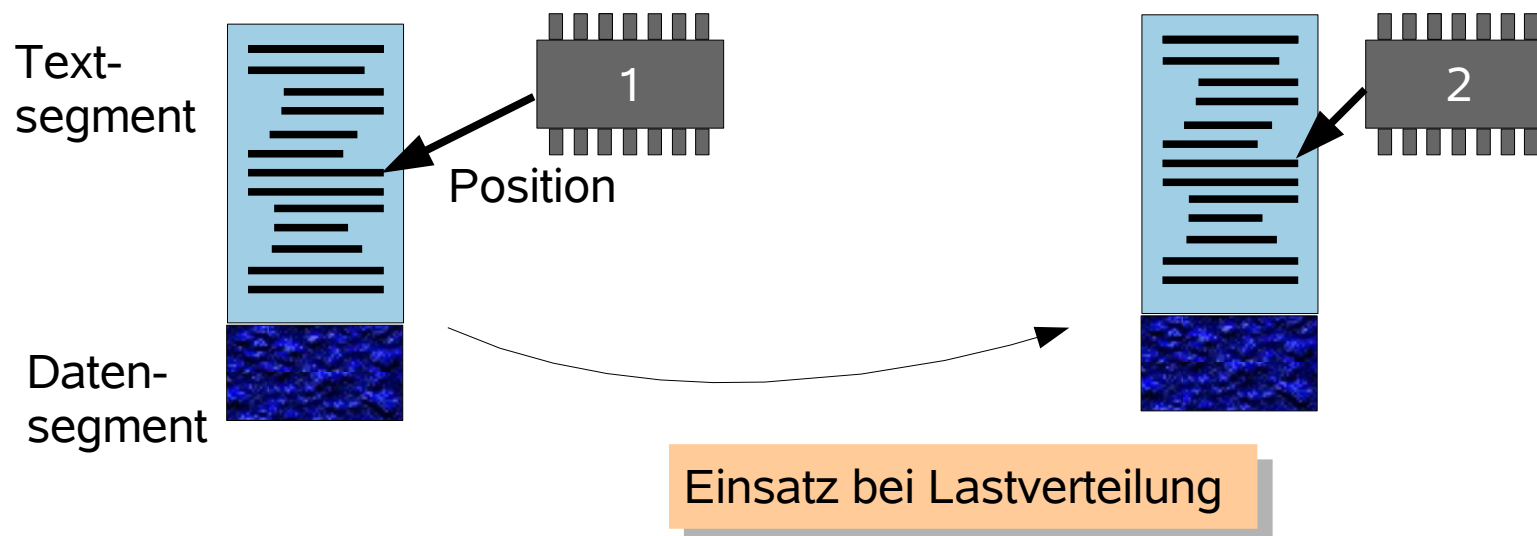 Text-
segment
1
2
Position
Daten-
segment
Einsatz bei Lastverteilung